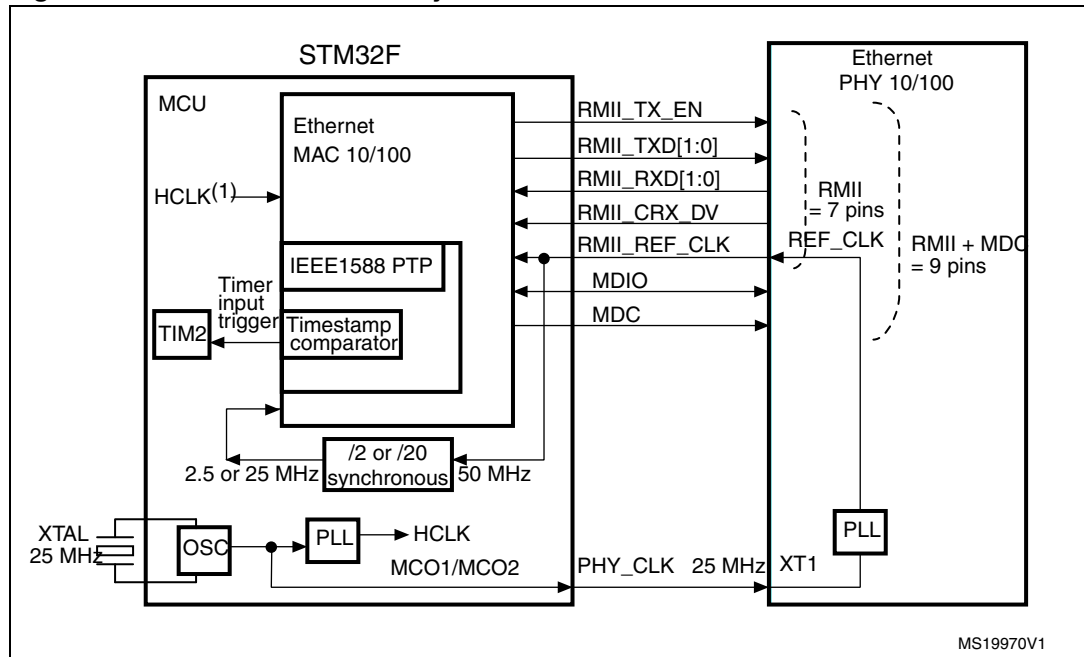 STM32F
MCU
Ethernet
MAC 10/100
HCLK(1)
IEEE1588 PTP
Timer
input
trigger
TIM2
Timestamp
comparator
/2 or /20
synchronous
2.5 or 25 MHz
50 MHz
XTAL
25 MHz
OSC
PLL
HCLK
MCO1/MCO2
RMII_TX_EN
RMII_TXD[1:0]
RMII_RXD[1:0]
RMII_CRX_DV
RMII_REF_CLK
MDIO
MDC
PHY_CLK 25 MHz
Ethernet
PHY 10/100
RMII
= 7 pins
REF_CLK
RMII + MDC
= 9 pins
PLL
XT1
MS19970V1